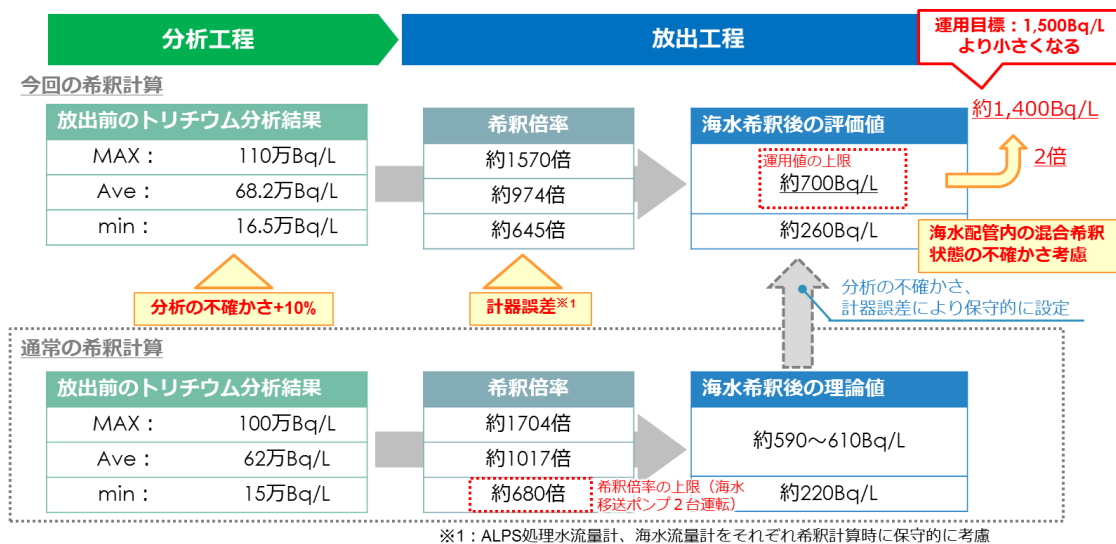 分析工程
放出工程
運用目標：1,500Bq/L
より小さくなる
今回の希釈計算
放出前のトリチウム分析結果
MAX： 110万Bq/L
Ave： 68.2万Bq/L
min： 16.5万Bq/L
希釈倍率
約1570倍
約974倍
約645倍
海水希釈後の評価値
運用値の上限
約700Bq/L
約260Bq/L
約1,400Bq/L
2倍
海水配管内の混合希釈
状態の不確かさ考慮
分析の不確かさ+10%
計器誤差※1
分析の不確かさ、
計器誤差により保守的に設定
通常の希釈計算
放出前のトリチウム分析結果
MAX： 100万Bq/L
Ave： 62万Bq/L
min： 15万Bq/L
希釈倍率
約1704倍
約1017倍
約680倍
希釈倍率の上限（海水
移送ポンプ２台運転）
海水希釈後の理論値
約590～610Bq/L
約220Bq/L
※1：ALPS処理水流量計、海水流量計をそれぞれ希釈計算時に保守的に考慮